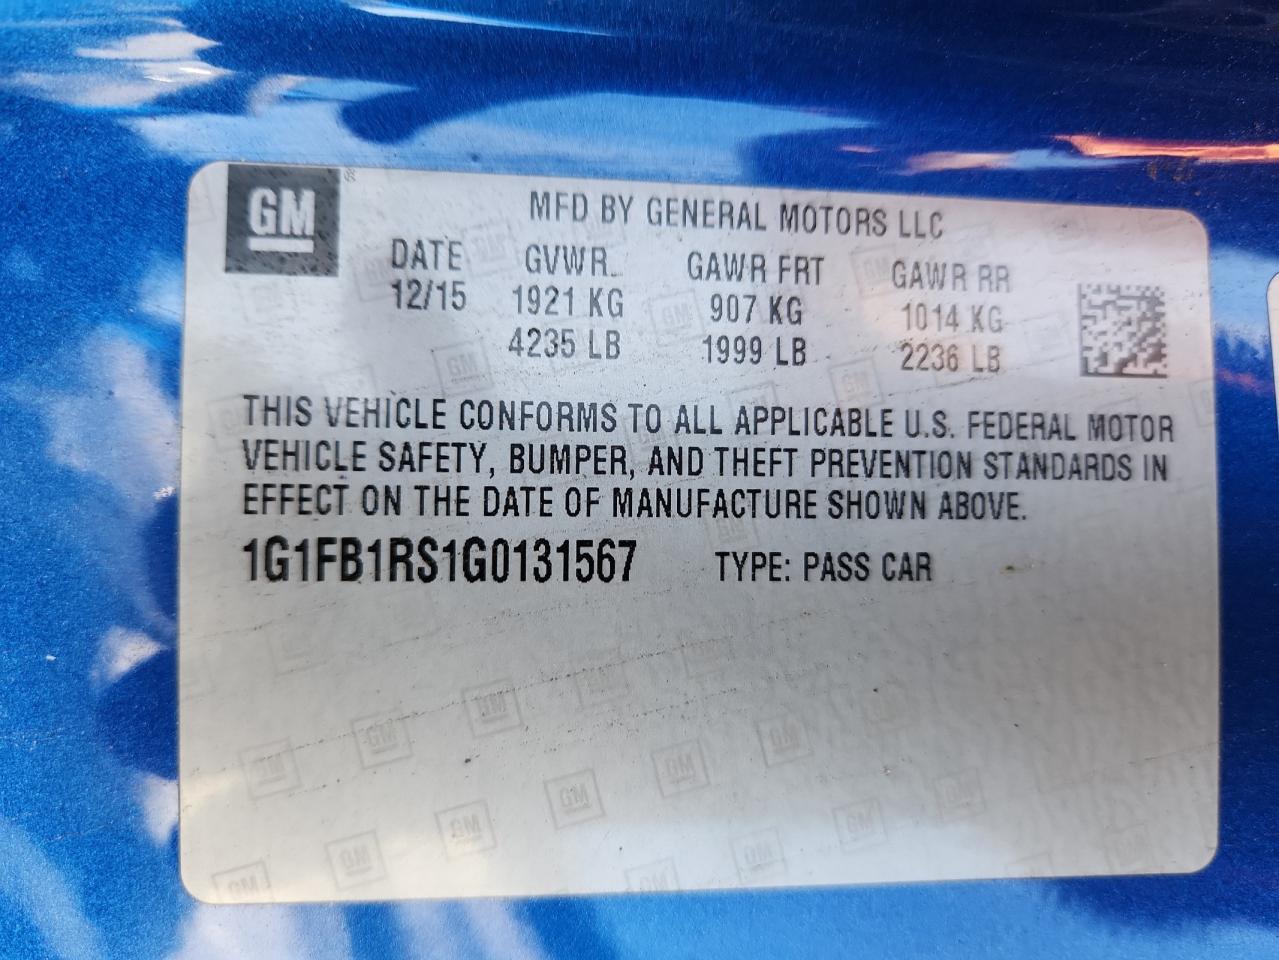 GM®
MFD BY GENERAL MOTORS LLC
DATE GVWR GAWR FRT GAWR RR
12/15 1921 KG 907 KG 1014 KG
4235 LB 1999 LB 2236 LB
THIS VEHICLE CONFORMS TO ALL APPLICABLE U.S. FEDERAL MOTOR
VEHICLE SAFETY, BUMPER, AND THEFT PREVENTION STANDARDS IN
EFFECT ON THE DATE OF MANUFACTURE SHOWN ABOVE.
1G1FB1RS1G0131567 TYPE: PASS CAR